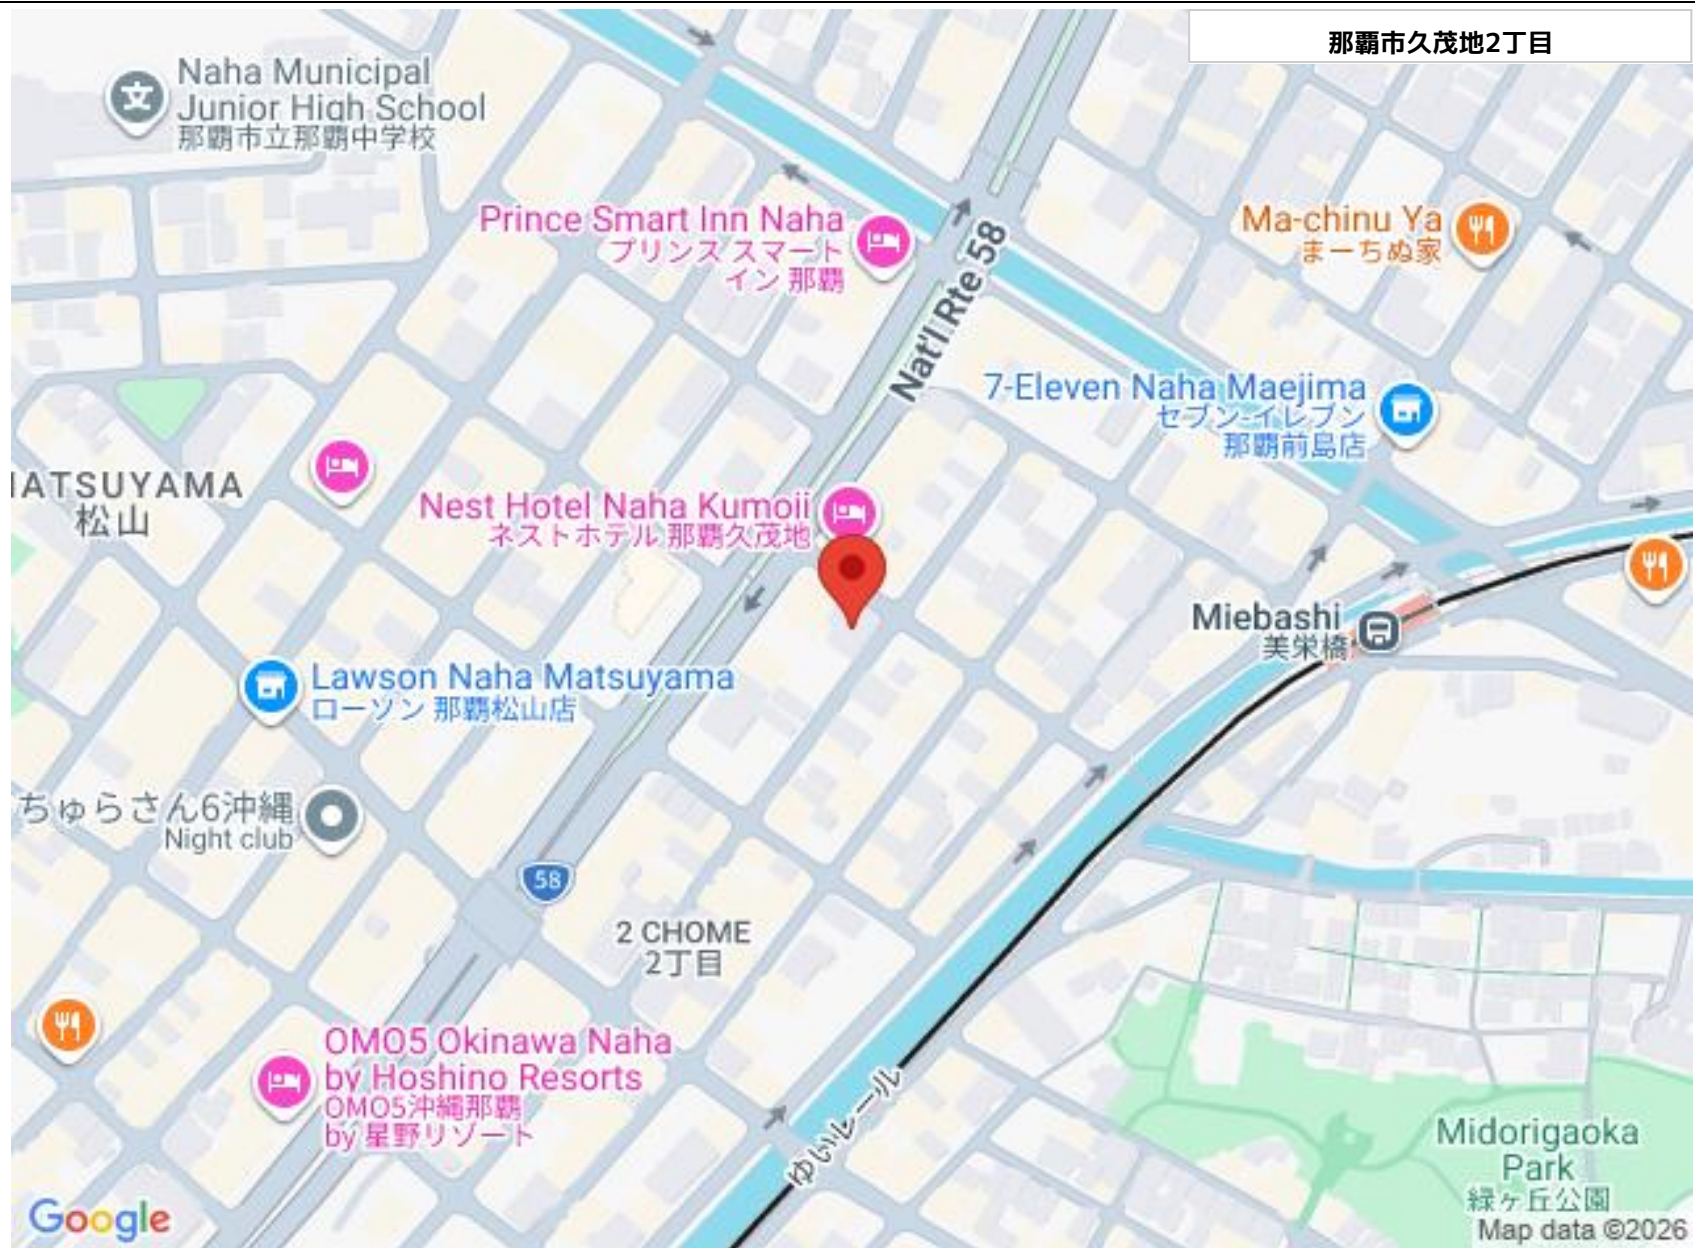 那覇市久茂地2丁目
Naha Municipal
Junior High School
那覇市立那覇中学校
Prince Smart Inn Naha
プリンス スマート
イン 那覇
Nat'l Rte 58
Ma-chinu Ya
まーちぬ家
7-Eleven Naha Maejima
セブン-イレブン
那覇前島店
MATSUYAMA
松山
Nest Hotel Naha Kumoji
ネストホテル 那覇久茂地
Miebashi
美栄橋
Lawson Naha Matsuyama
ローソン 那覇松山店
ちゅらさん6沖縄
Night club
58
2 CHOME
2丁目
OMO5 Okinawa Naha
by Hoshino Resorts
OMO5沖縄那覇
by 星野リゾート
ゆいレール
Midorigaoka
Park
緑ヶ丘公園
Google
Map data ©2026
文